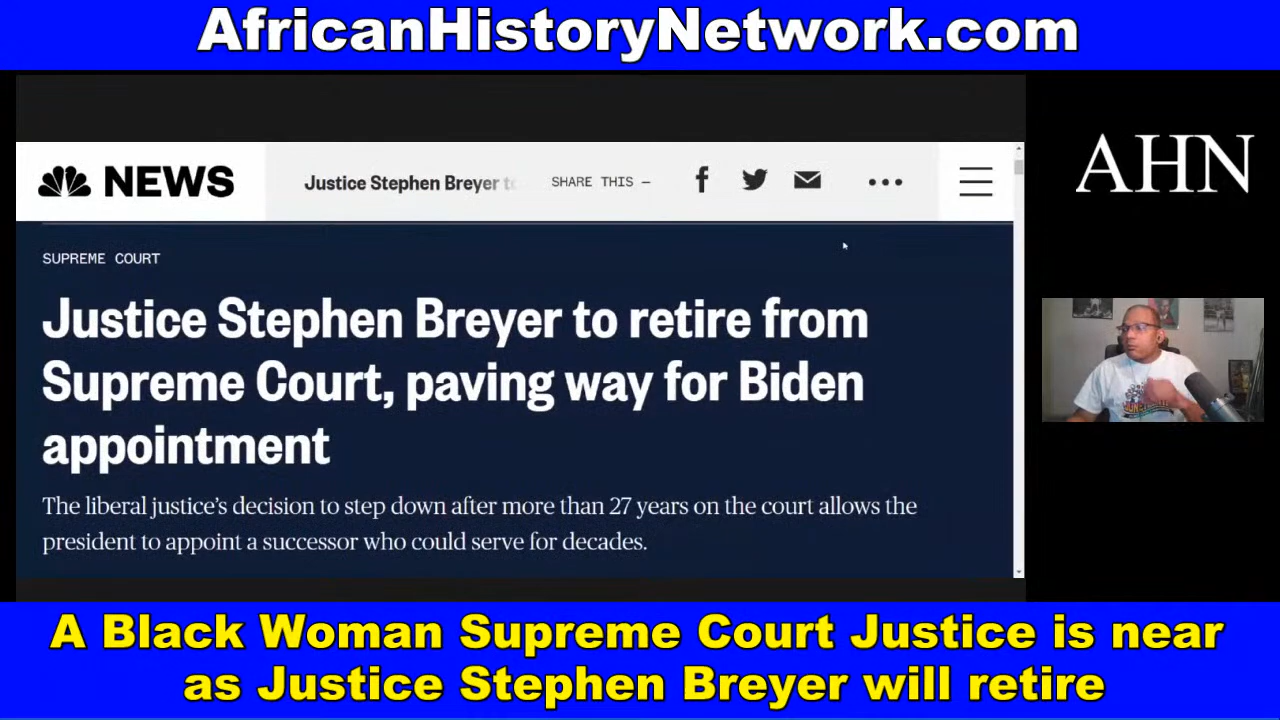 AfricanHistoryNetwork.com
AHN
NEWS
Justice Stephen Breyer to
SHARE THIS —
SUPREME COURT
Justice Stephen Breyer to retire from
Supreme Court, paving way for Biden
appointment
The liberal justice's decision to step down after more than 27 years on the court allows the
president to appoint a successor who could serve for decades.
A Black Woman Supreme Court Justice is near
as Justice Stephen Breyer will retire